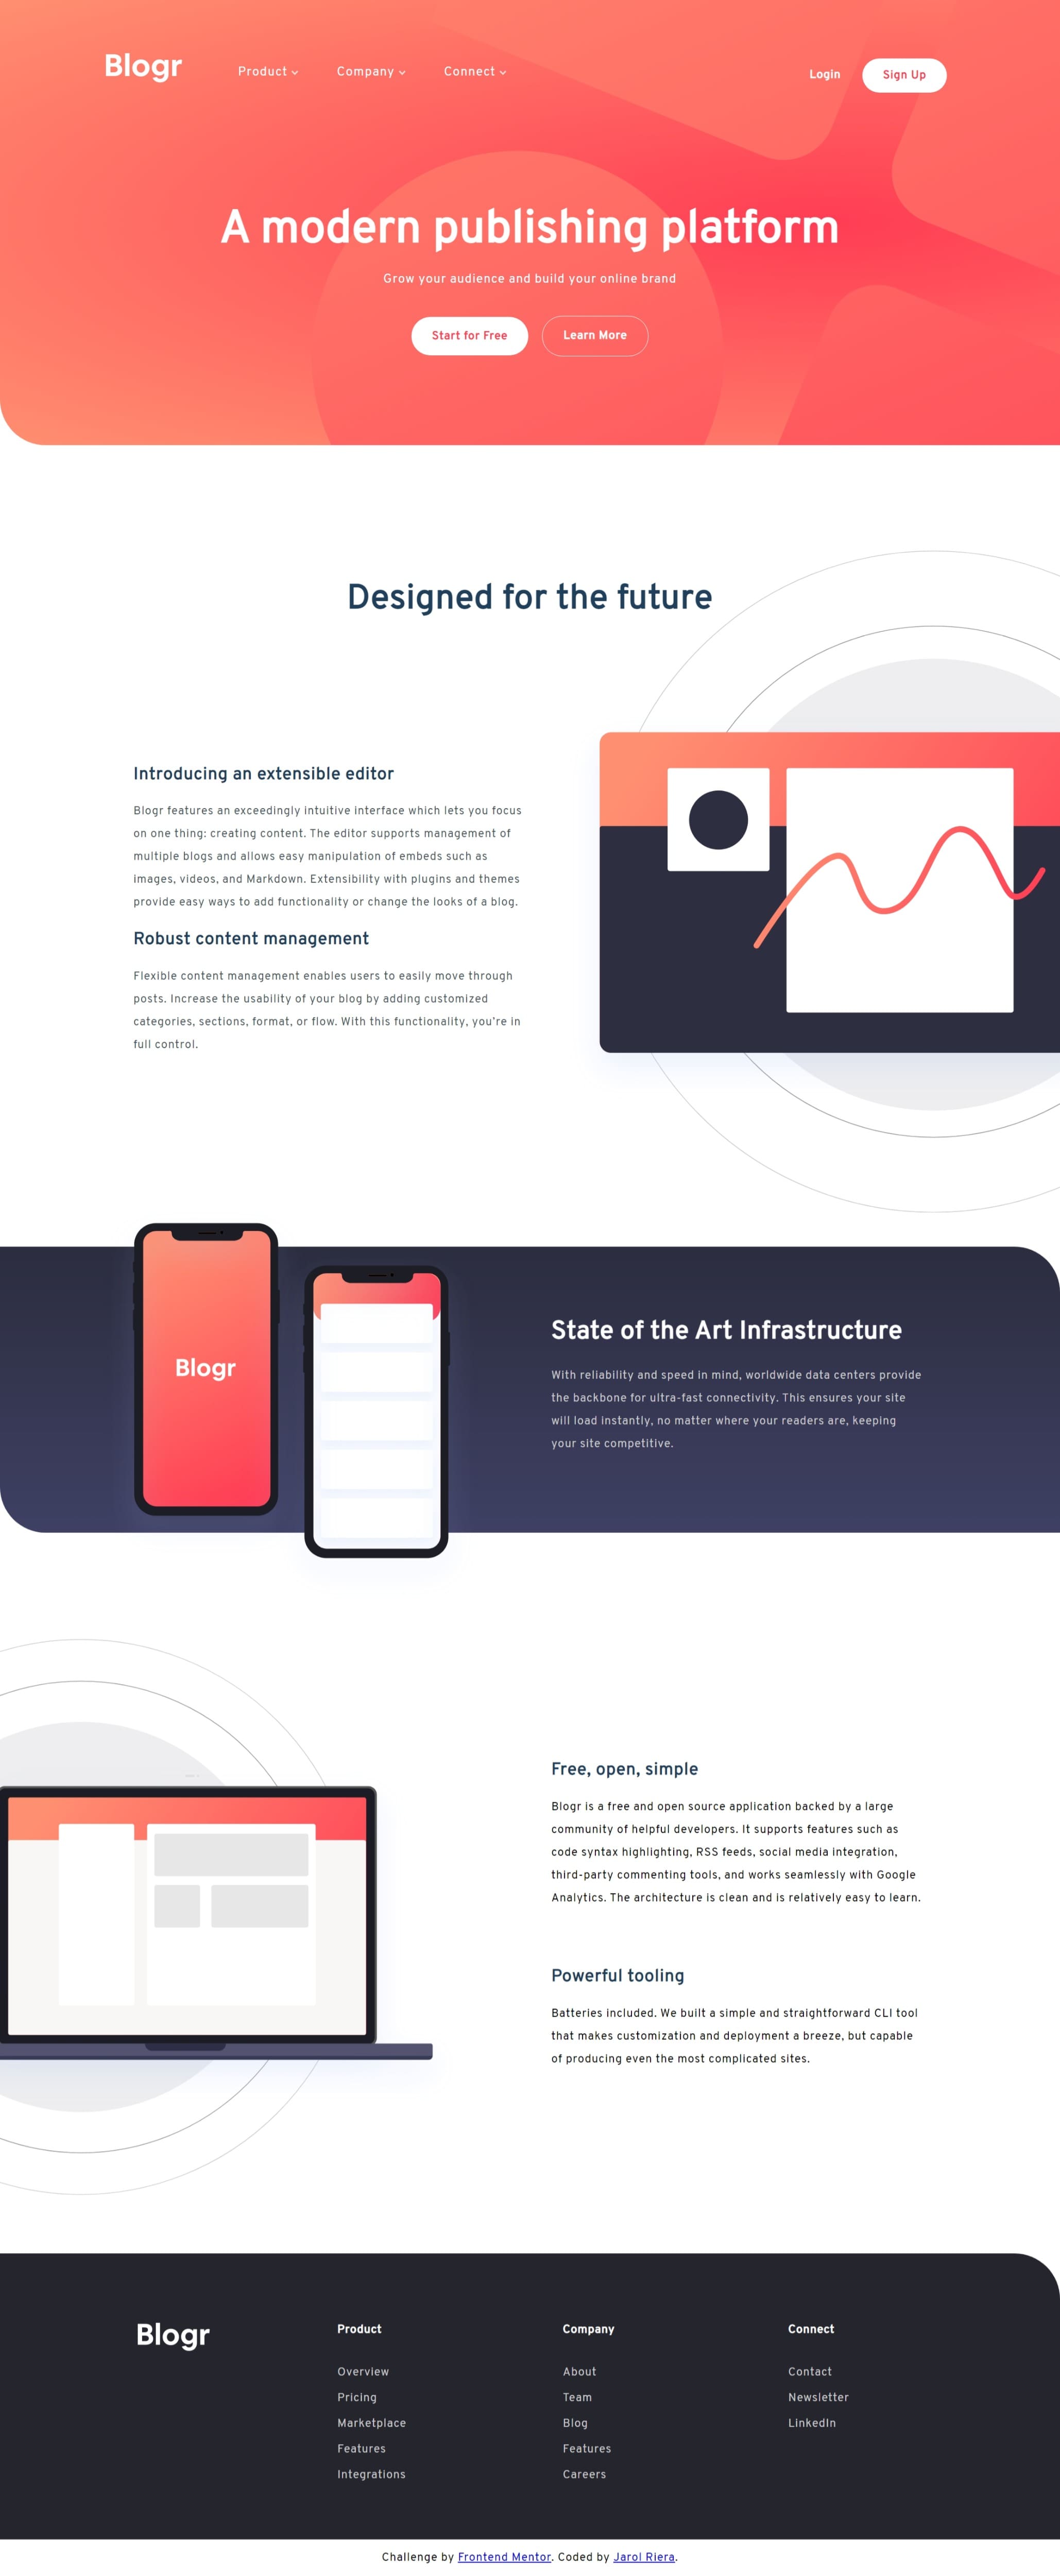 Blogr
Product
Company
Connect
Login
Sign Up
A modern publishing platform
Grow your audience and build your online brand
Start for Free
Learn More
Designed for the future
Introducing an extensible editor
Blogr features an exceedingly intuitive interface which lets you focus
on one thing: creating content. The editor supports management of
multiple blogs and allows easy manipulation of embeds such as
images, videos, and Markdown. Extensibility with plugins and themes
provide easy ways to add functionality or change the looks of a blog.
Robust content management
Flexible content management enables users to easily move through
posts. Increase the usability of your blog by adding customized
categories, sections, format, or flow. With this functionality, you're in
full control.
Blogr
State of the Art Infrastructure
With reliability and speed in mind, worldwide data centers provide
the backbone for ultra-fast connectivity. This ensures your site
will load instantly, no matter where your readers are, keeping
your site competitive.
Free, open, simple
Blogr is a free and open source application backed by a large
community of helpful developers. It supports features such as
code syntax highlighting, RSS feeds, social media integration,
third-party commenting tools, and works seamlessly with Google
Analytics. The architecture is clean and is relatively easy to learn.
Powerful tooling
Batteries included. We built a simple and straightforward CLI tool
that makes customization and deployment a breeze, but capable
of producing even the most complicated sites.
Blogr
Product
Overview
Pricing
Marketplace
Features
Integrations
Company
About
Team
Blog
Features
Careers
Connect
Contact
Newsletter
LinkedIn
Challenge by Frontend Mentor. Coded by Jarol Riera.